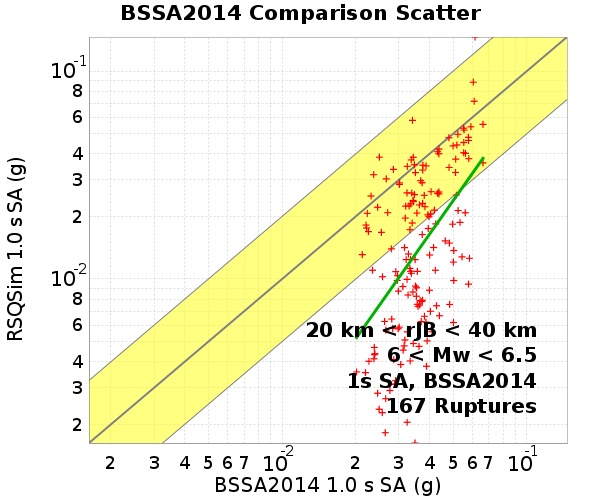 BSSA2014 Comparison Scatter
RSQSim 1.0 s SA (g)
10⁻¹
8
6
4
3
2
10⁻²
8
6
4
3
2
20 km < rJB < 40 km
6 < Mw < 6.5
1s SA, BSSA2014
167 Ruptures
2 3 4 5 6 7 10⁻² 2 3 4 5 6 7 10⁻¹
BSSA2014 1.0 s SA (g)